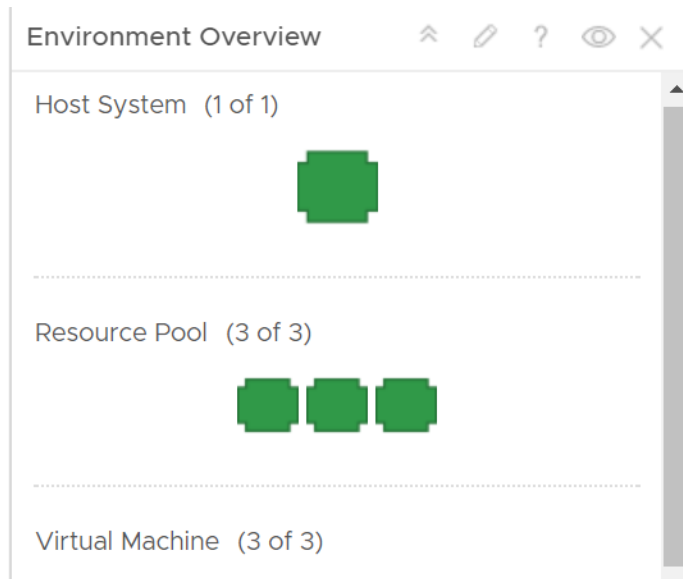 Environment Overview ?
Host System (1 of 1)
Resource Pool (3 of 3)
Virtual Machine (3 of 3)